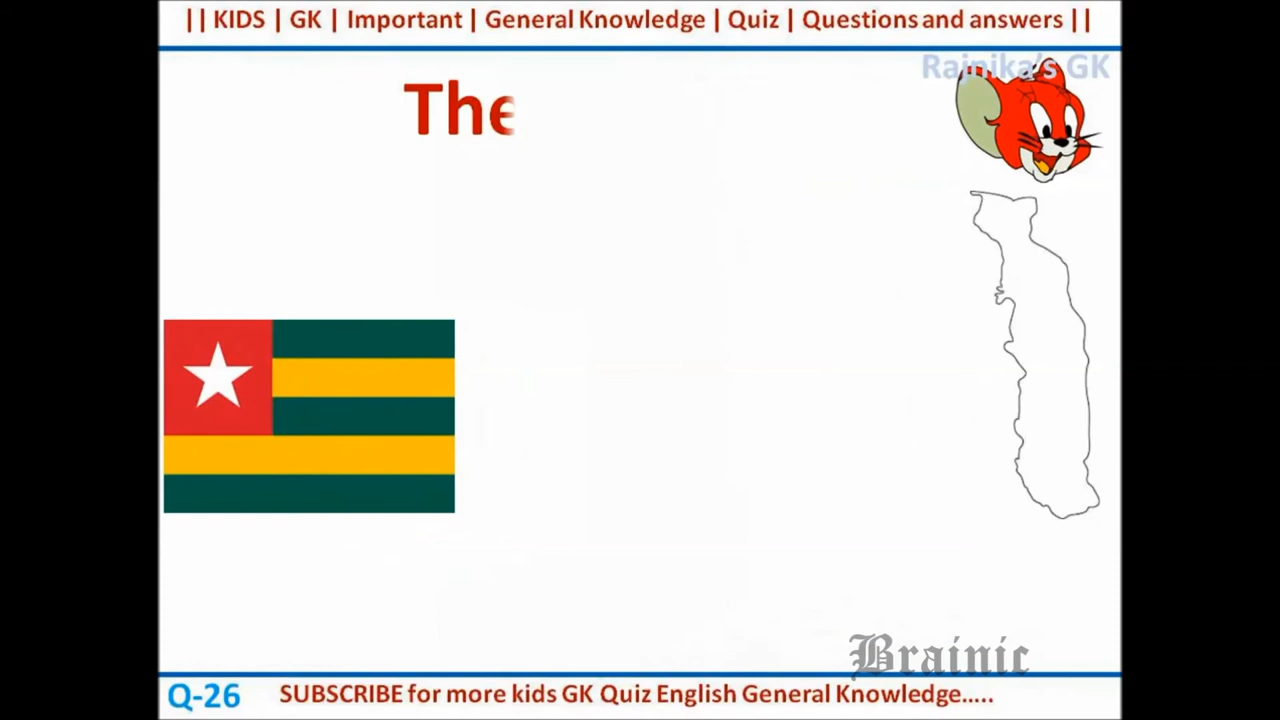 || KIDS | GK | Important | General Knowledge | Quiz | Questions and answers ||
Rajnika's GK
The
Brainic
Q-26 SUBSCRIBE for more kids GK Quiz English General Knowledge.....